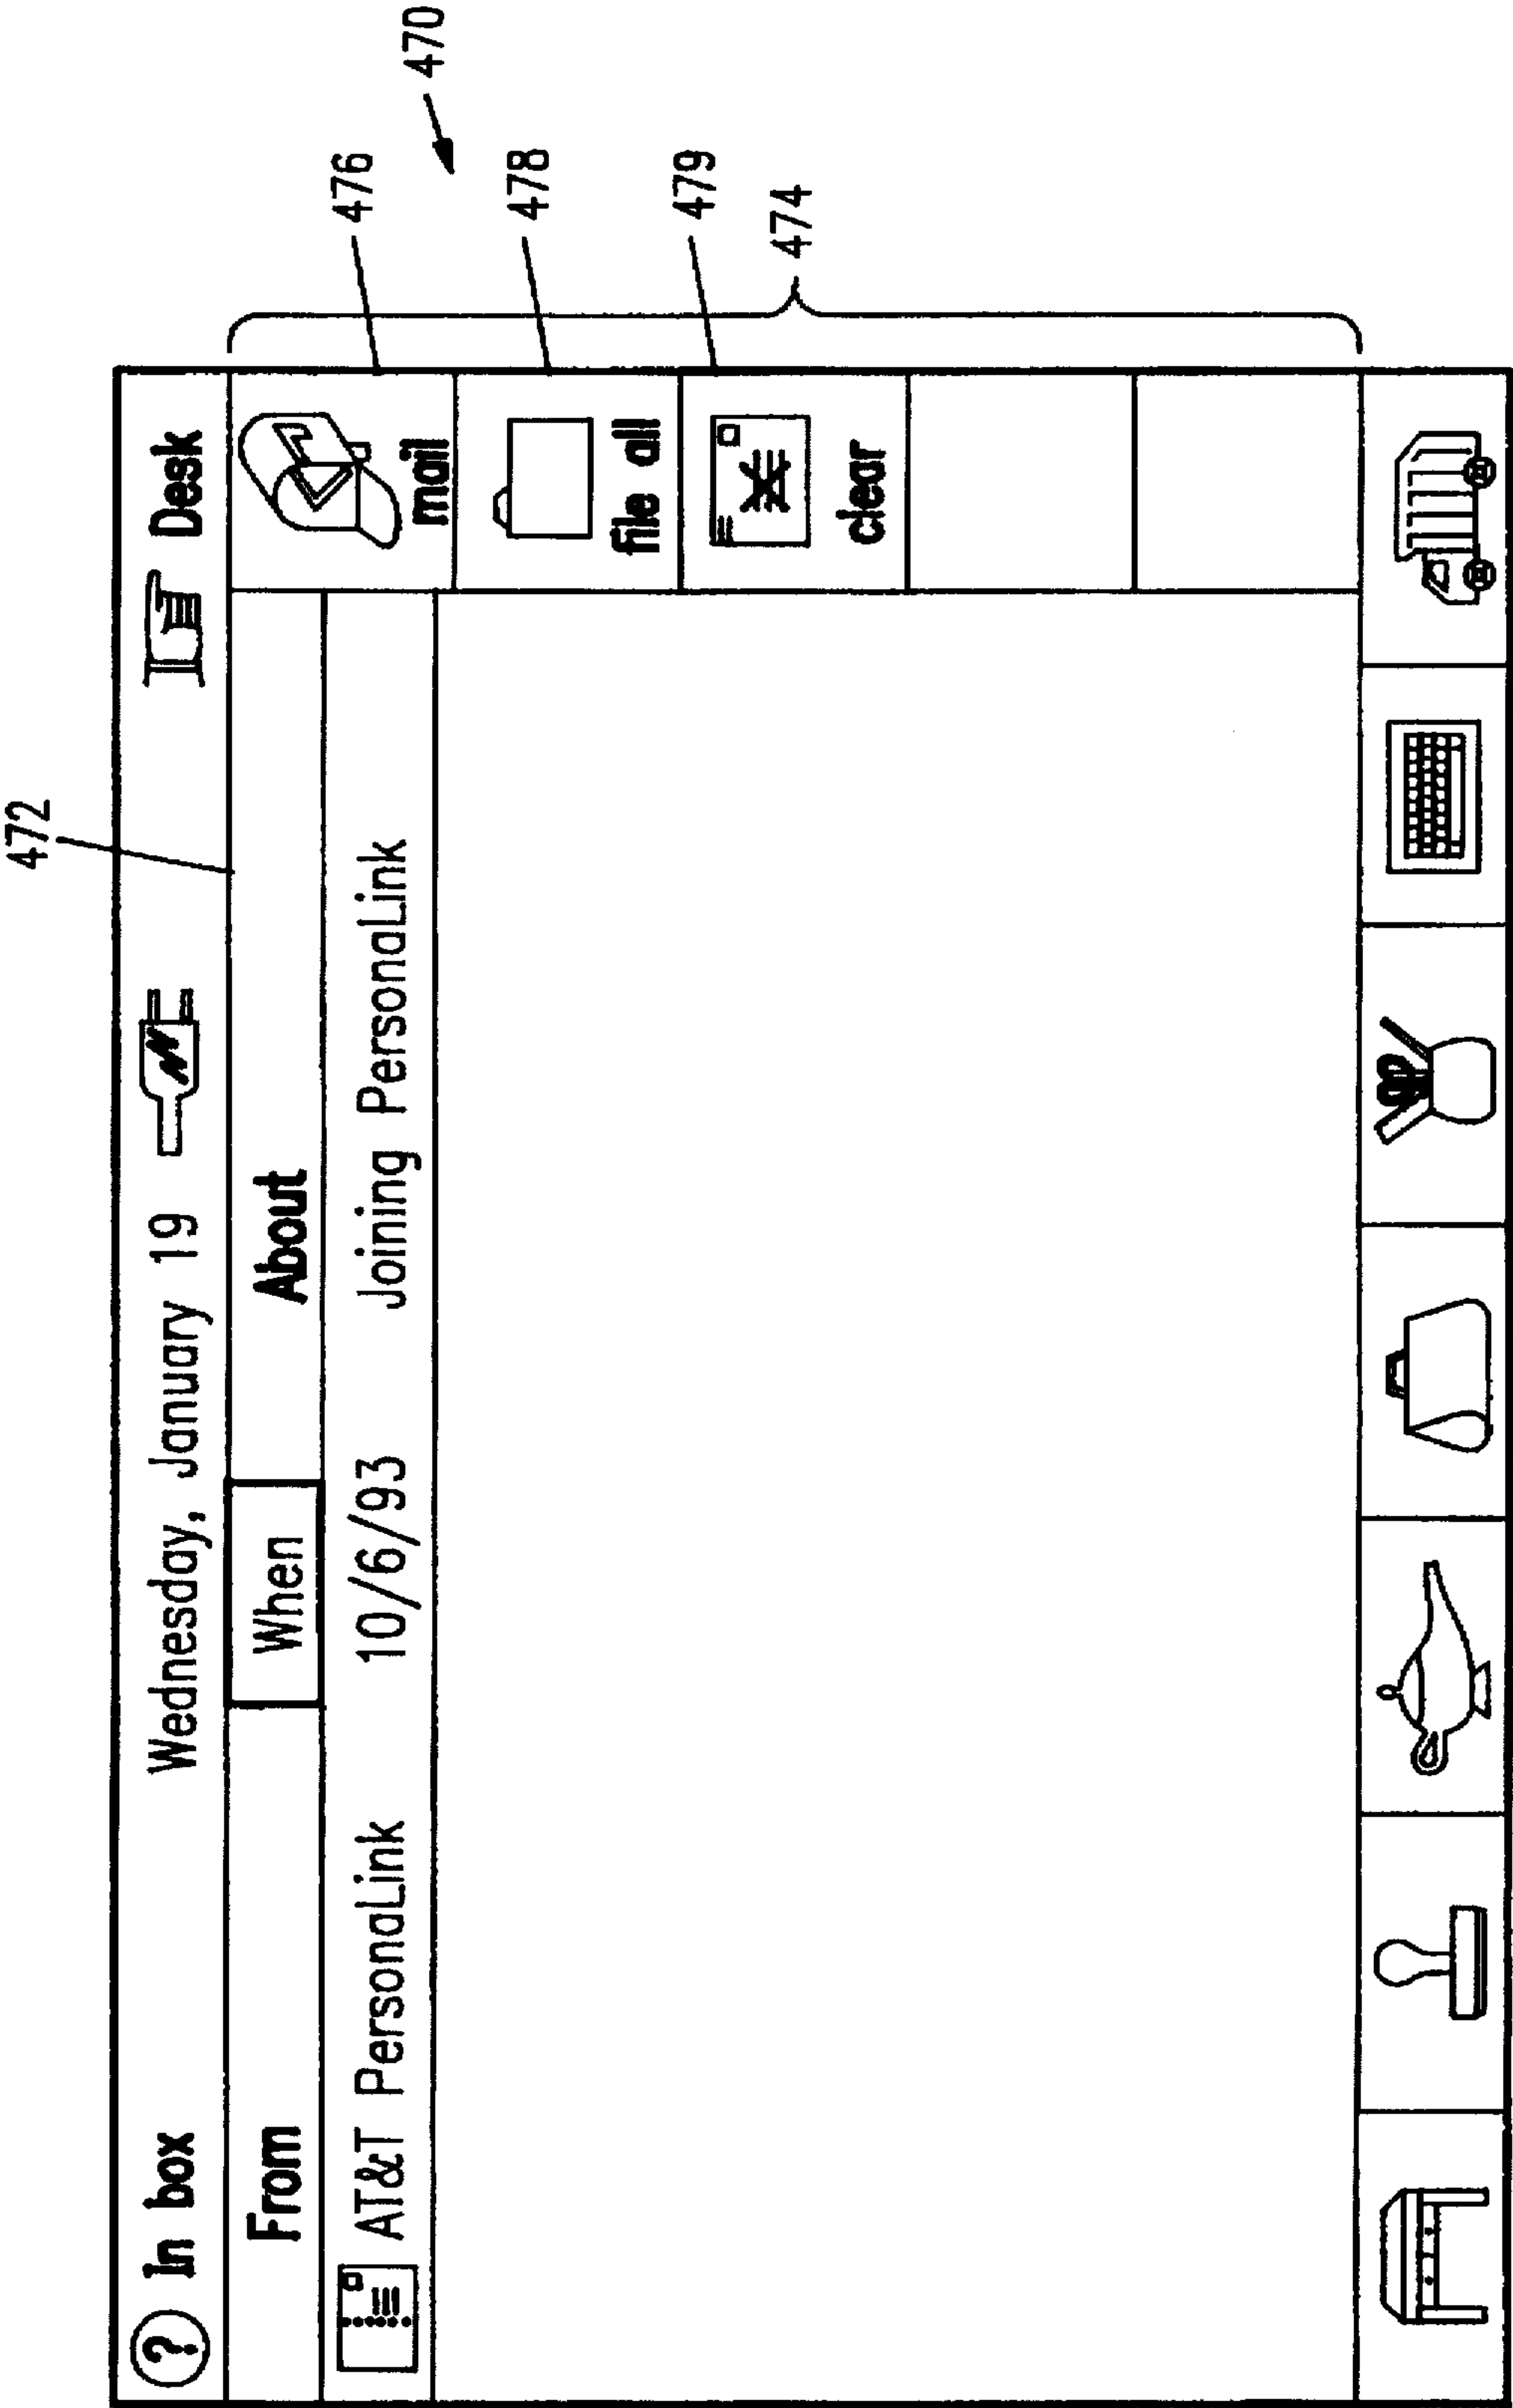 472
? In box Wednesday, January 19 Desk
From When About
AT&T PersonaLink 10/6/93 Joining PersonaLink
mail
file all
clear
476
470
478
479
474